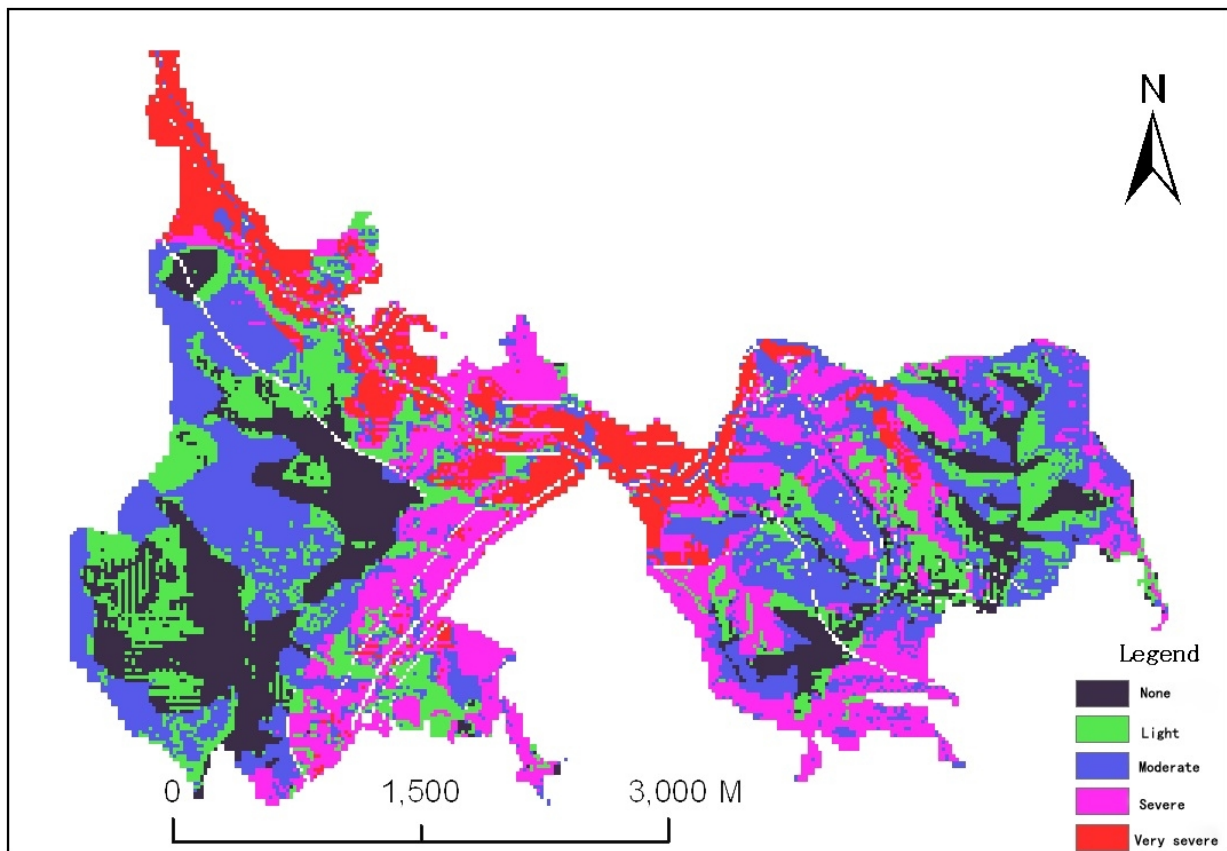 N
Legend
None
Light
Moderate
Severe
Very severe
0 1,500 3,000 M